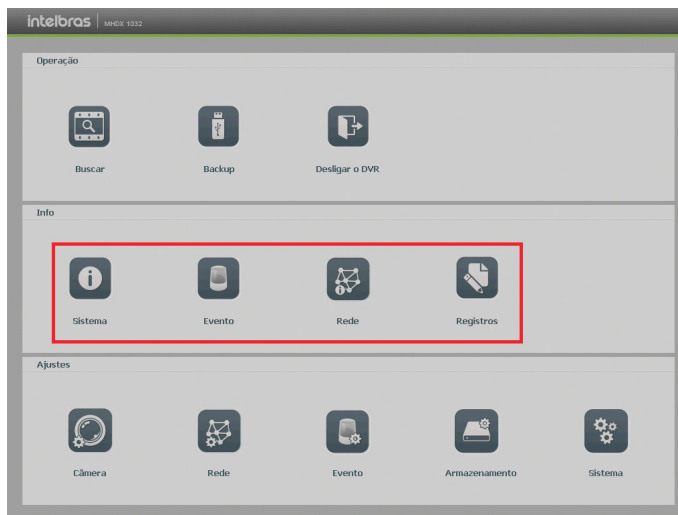 intelbras MHDX 1032
Operação
Buscar Backup Desligar o DVR
Info
Sistema Evento Rede Registros
Ajustes
Câmera Rede Evento Armazenamento Sistema